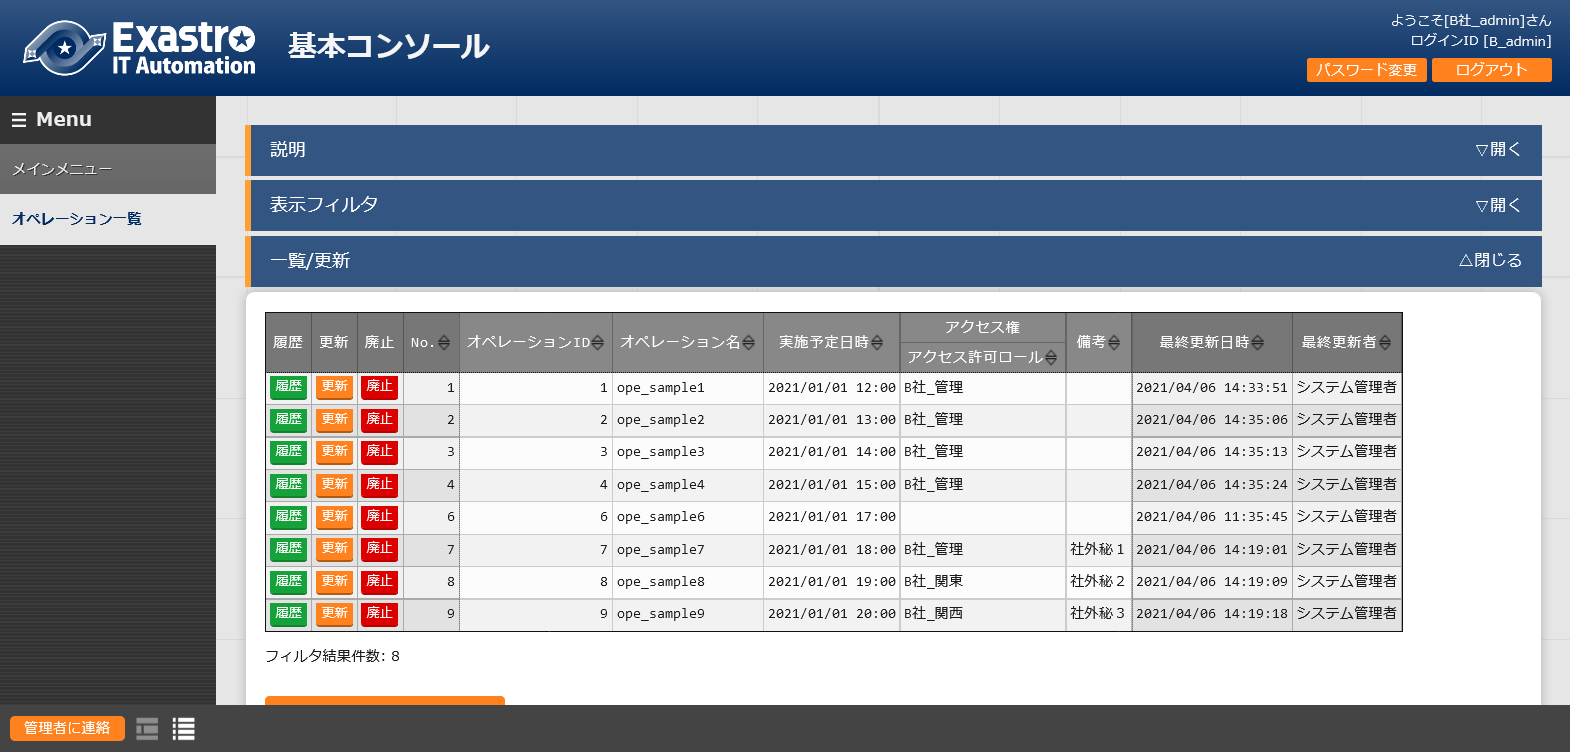 Exastro
IT Automation
基本コンソール
ようこそ[B社_admin]さん
ログインID [B_admin]
パスワード変更 ログアウト
Menu
メインメニュー
オペレーション一覧
説明 ▽開く
表示フィルタ ▽開く
一覧/更新 △閉じる
履歴 更新 廃止 No. オペレーションID オペレーション名 実施予定日時 アクセス権 備考 最終更新日時 最終更新者
アクセス許可ロール
履歴 更新 廃止 1 1 ope_sample1 2021/01/01 12:00 B社_管理 2021/04/06 14:33:51 システム管理者
履歴 更新 廃止 2 2 ope_sample2 2021/01/01 13:00 B社_管理 2021/04/06 14:35:06 システム管理者
履歴 更新 廃止 3 3 ope_sample3 2021/01/01 14:00 B社_管理 2021/04/06 14:35:13 システム管理者
履歴 更新 廃止 4 4 ope_sample4 2021/01/01 15:00 B社_管理 2021/04/06 14:35:24 システム管理者
履歴 更新 廃止 6 6 ope_sample6 2021/01/01 17:00 2021/04/06 11:35:45 システム管理者
履歴 更新 廃止 7 7 ope_sample7 2021/01/01 18:00 B社_管理 社外秘１ 2021/04/06 14:19:01 システム管理者
履歴 更新 廃止 8 8 ope_sample8 2021/01/01 19:00 B社_関東 社外秘２ 2021/04/06 14:19:09 システム管理者
履歴 更新 廃止 9 9 ope_sample9 2021/01/01 20:00 B社_関西 社外秘３ 2021/04/06 14:19:18 システム管理者
フィルタ結果件数: 8
管理者に連絡